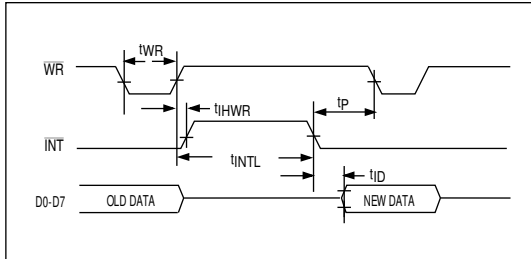 tWR
WR
tIHWR
tP
INT
tINTL
tID
D0-D7 OLD DATA NEW DATA